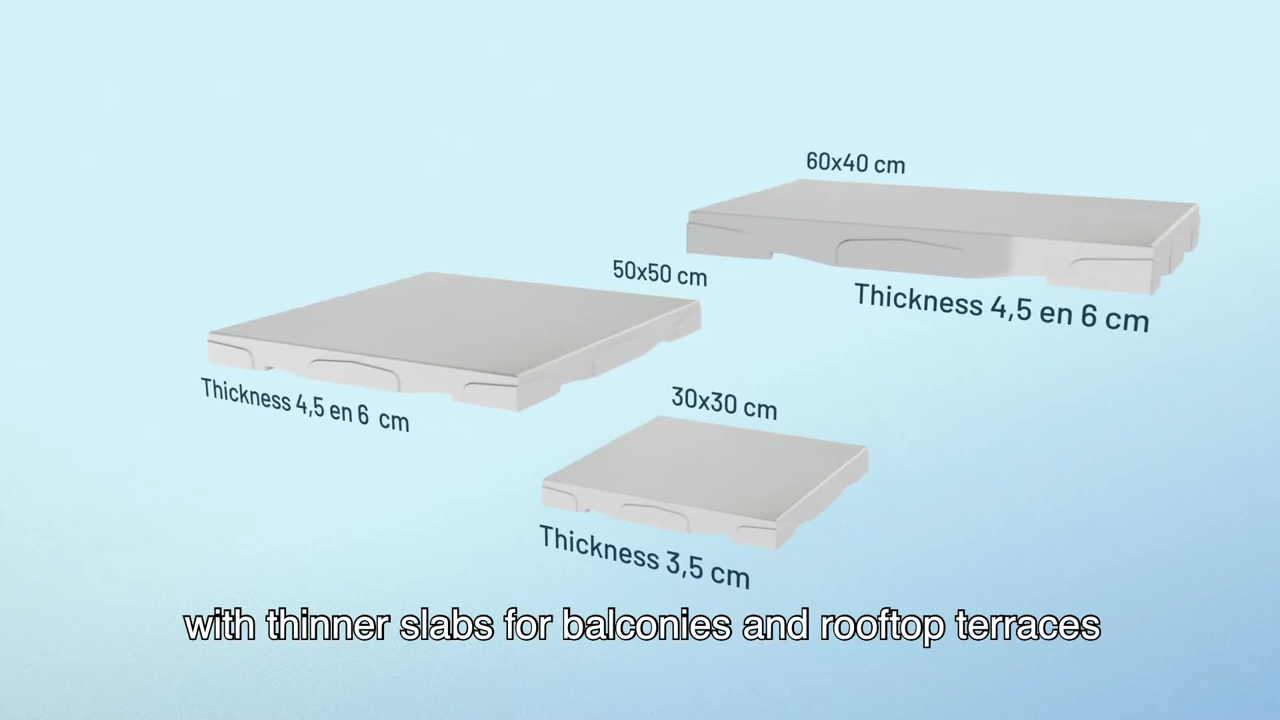 60x40 cm
Thickness 4,5 en 6 cm
50x50 cm
Thickness 4,5 en 6 cm
30x30 cm
Thickness 3,5 cm
with thinner slabs for balconies and rooftop terraces